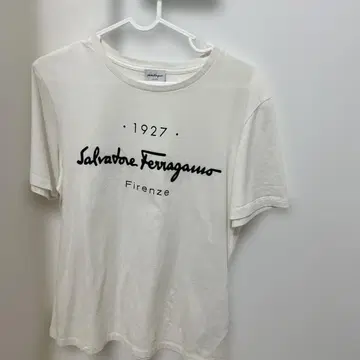 · 1927 ·
Salvatore Ferragamo
Firenze